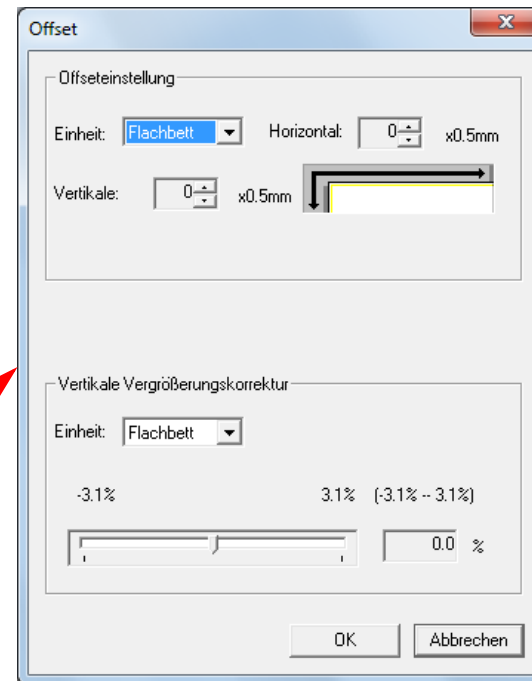 Offset
Offseteinstellung
Einheit: Flachbett Horizontal: 0 x0.5mm
Vertikale: 0 x0.5mm
Vertikale Vergrößerungskorrektur
Einheit: Flachbett
-3.1% 3.1% (-3.1% -- 3.1%)
0.0 %
OK Abbrechen